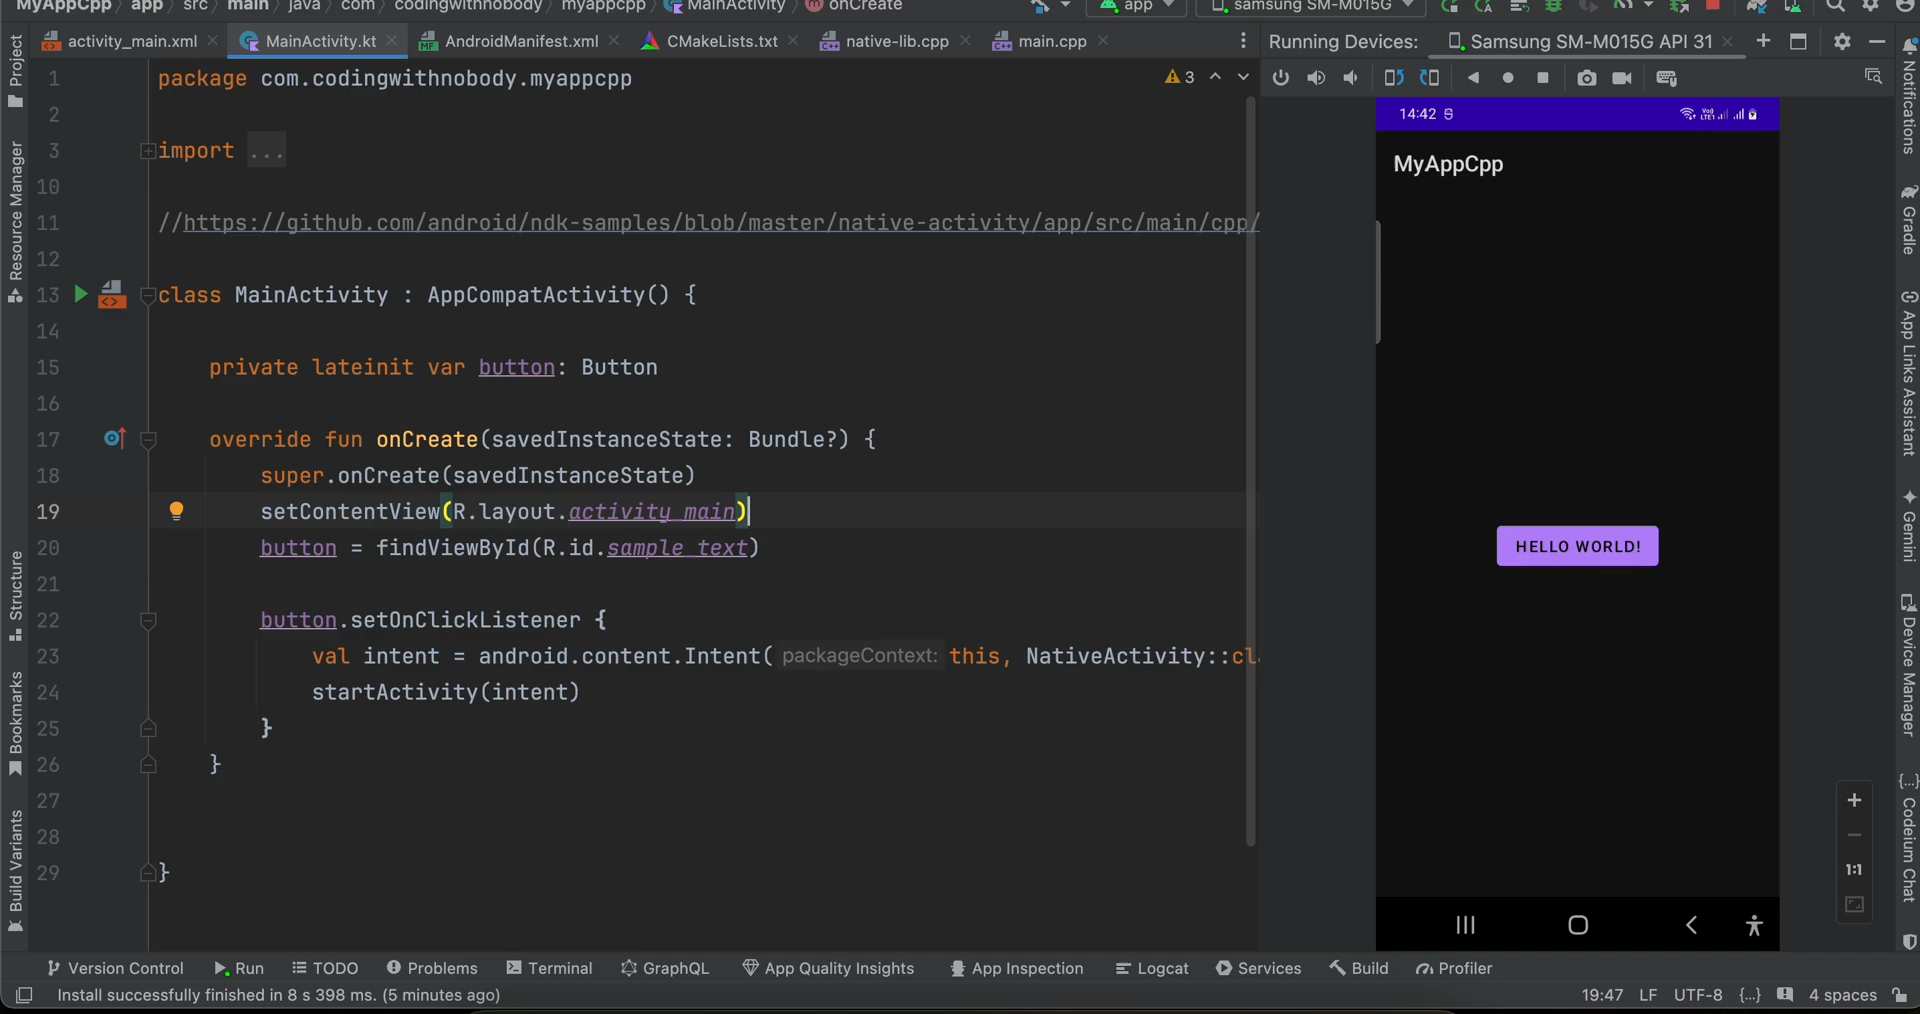 MyAppCpp app src main java com codingwithnobody myappcpp MainActivity onCreate app samsung SM-M015G
activity_main.xml MainActivity.kt AndroidManifest.xml CMakeLists.txt native-lib.cpp main.cpp
Running Devices: Samsung SM-M015G API 31
Project
Resource Manager
Structure
Bookmarks
Build Variants
3
1 package com.codingwithnobody.myappcpp
2
3 import ...
10
11 //https://github.com/android/ndk-samples/blob/master/native-activity/app/src/main/cpp/
12
13 class MainActivity : AppCompatActivity() {
14
15 private lateinit var button: Button
16
17 override fun onCreate(savedInstanceState: Bundle?) {
18 super.onCreate(savedInstanceState)
19 setContentView(R.layout.activity_main)
20 button = findViewById(R.id.sample_text)
21
22 button.setOnClickListener {
23 val intent = android.content.Intent( packageContext: this, NativeActivity::cl
24 startActivity(intent)
25 }
26 }
27
28
29 }
14:42
MyAppCpp
HELLO WORLD!
1:1
Notifications
Gradle
App Links Assistant
Gemini
Device Manager
Codeium Chat
Version Control Run TODO Problems Terminal GraphQL App Quality Insights App Inspection Logcat Services Build Profiler
Install successfully finished in 8 s 398 ms. (5 minutes ago)
19:47 LF UTF-8 {...} 4 spaces